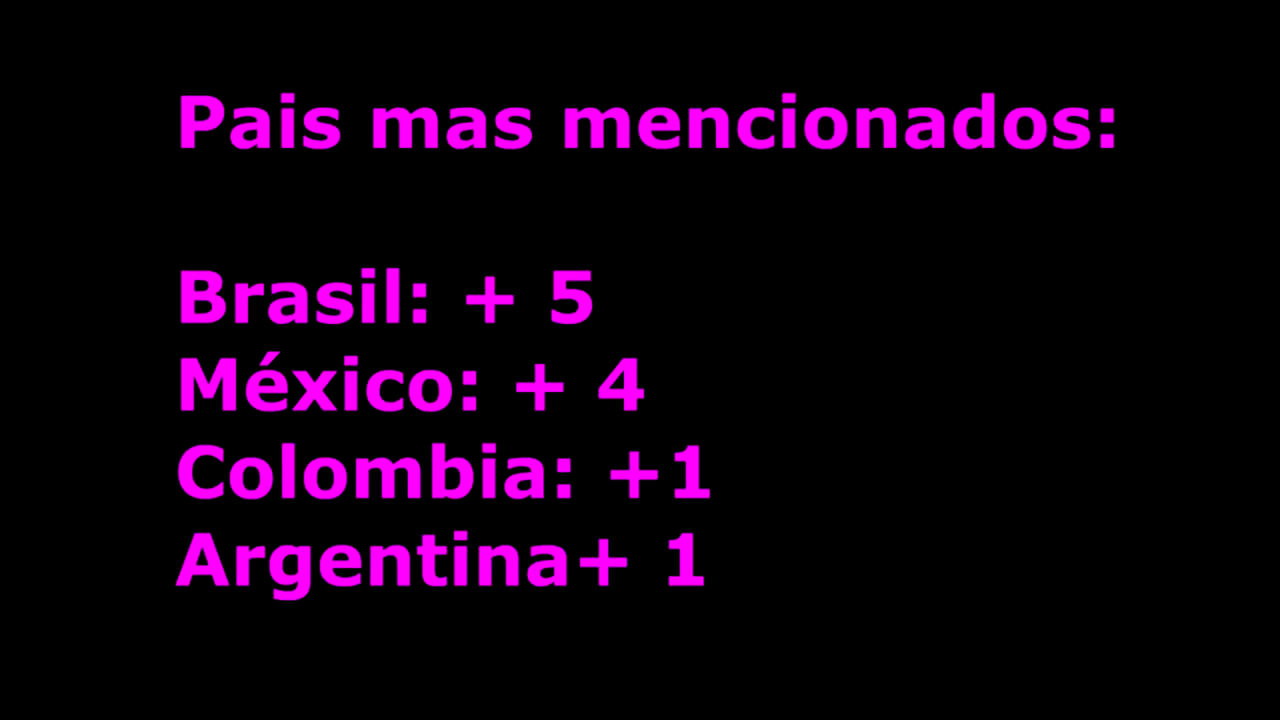 Pais mas mencionados:
Brasil: + 5
México: + 4
Colombia: +1
Argentina+ 1